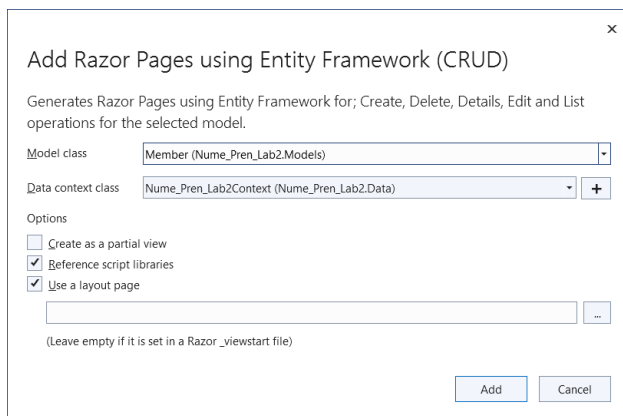 Add Razor Pages using Entity Framework (CRUD)
Generates Razor Pages using Entity Framework for; Create, Delete, Details, Edit and List
operations for the selected model.
Model class Member (Nume_Pren_Lab2.Models)
Data context class Nume_Pren_Lab2Context (Nume_Pren_Lab2.Data)
Options
Create as a partial view
Reference script libraries
Use a layout page
...
(Leave empty if it is set in a Razor _viewstart file)
Add Cancel